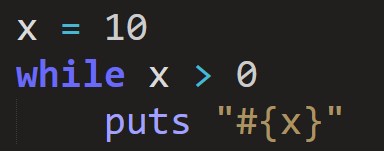 x = 10
while x > 0
    puts "#{x}"